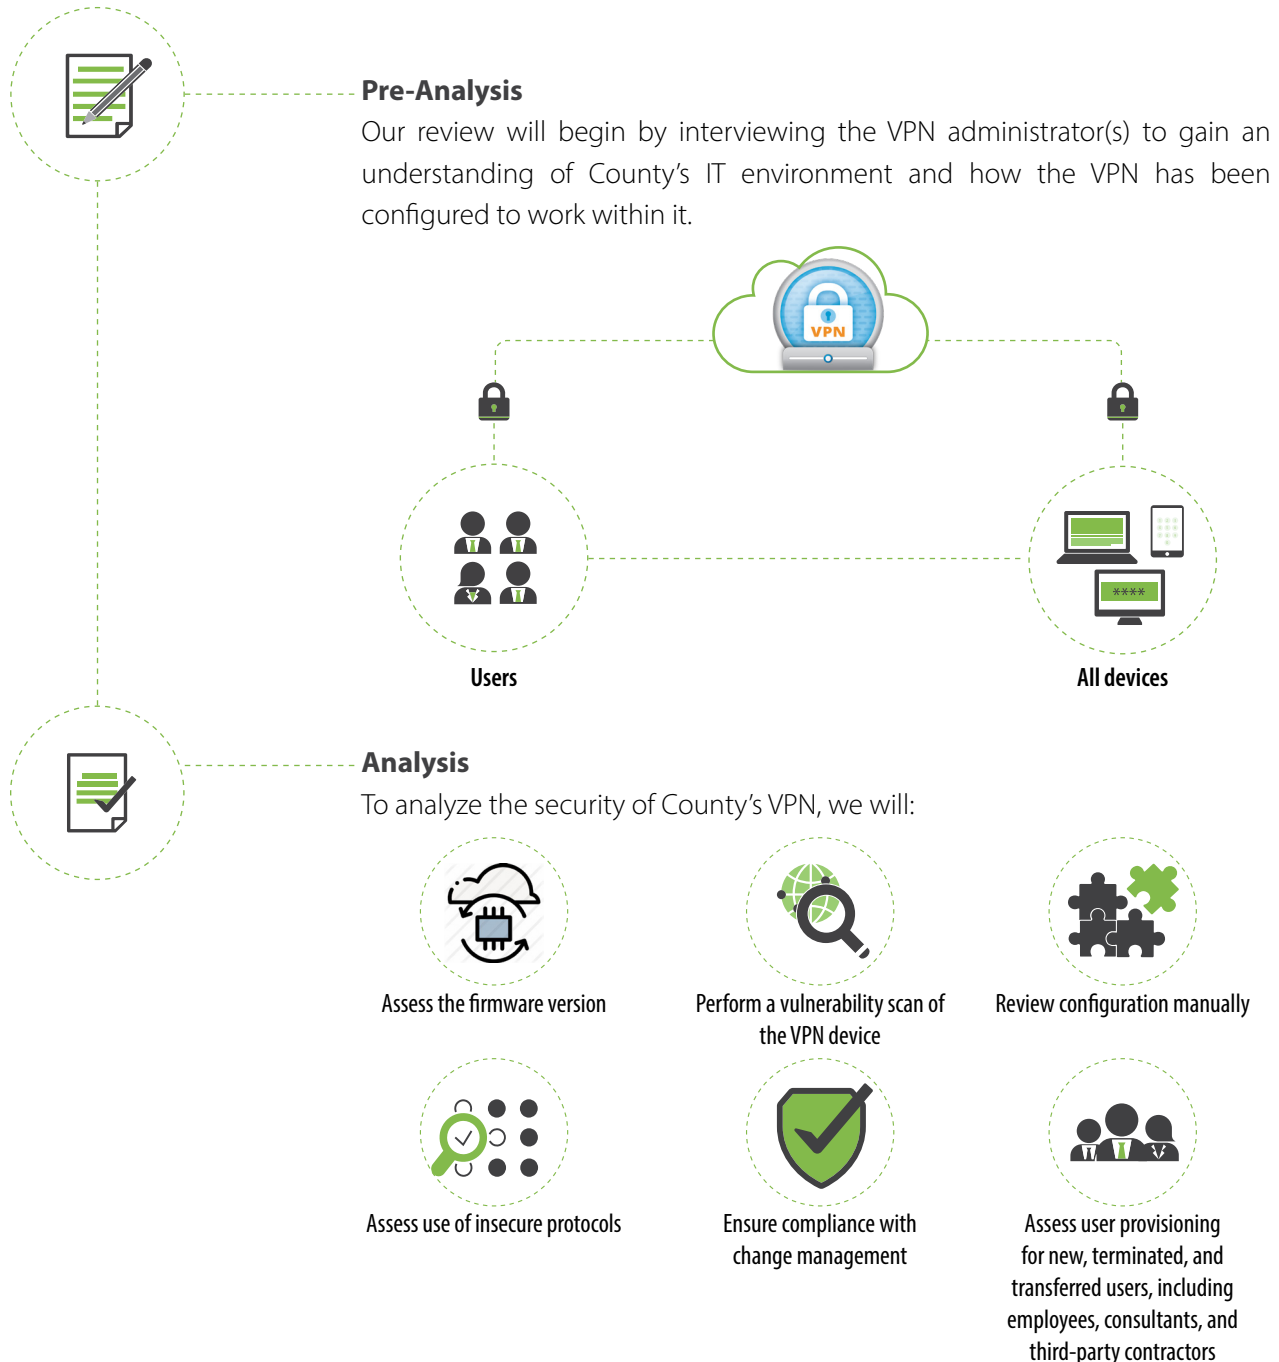 Pre-Analysis
Our review will begin by interviewing the VPN administrator(s) to gain an
understanding of County’s IT environment and how the VPN has been
configured to work within it.
VPN
****
Users
All devices
Analysis
To analyze the security of County’s VPN, we will:
Assess the firmware version
Perform a vulnerability scan of
the VPN device
Review configuration manually
Assess use of insecure protocols
Ensure compliance with
change management
Assess user provisioning
for new, terminated, and
transferred users, including
employees, consultants, and
third-party contractors